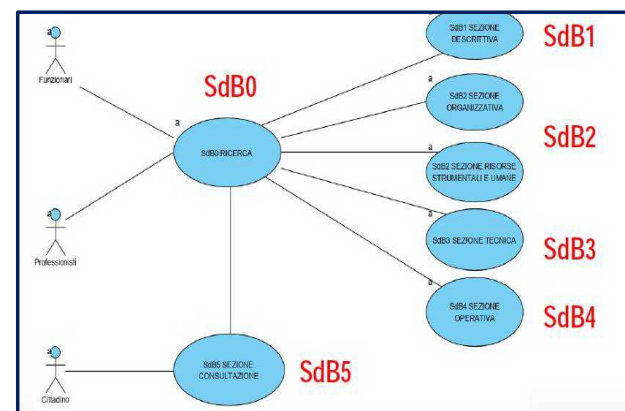 a
Funzionari
SdB0
a
SdB0 RICERCA
SdB1 SEZIONE
DESCRITTIVA
SdB1
a
SdB2 SEZIONE
ORGANIZZATIVA
SdB2
a
SdB2 SEZIONE RISORSE
STRUMENTALI E UMANE
a
Professionisti
a
SdB3 SEZIONE TECNICA
SdB3
a
SdB4 SEZIONE
OPERATIVA
SdB4
a
Cittadino
SdB5 SEZIONE
CONSULTAZIONE
SdB5